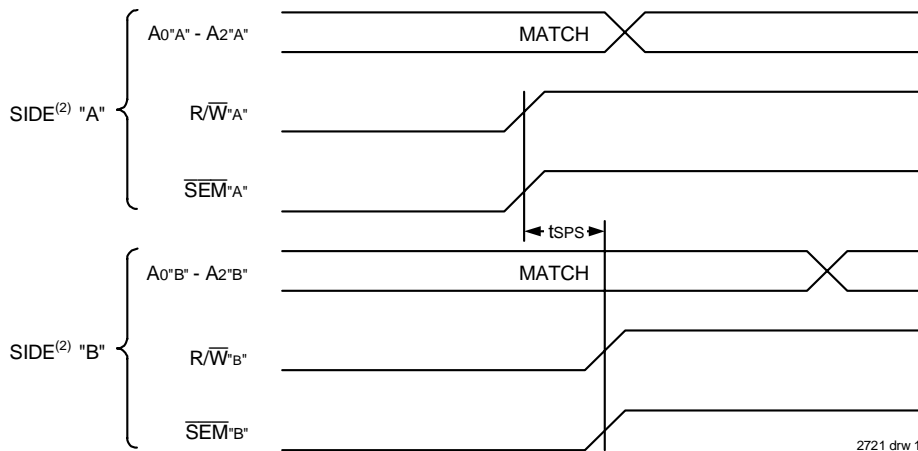 A0"A" - A2"A" MATCH
SIDE(2) "A" R/W"A"
SEM"A"
tSPS
A0"B" - A2"B" MATCH
SIDE(2) "B" R/W"B"
SEM"B"
2721 drw 1